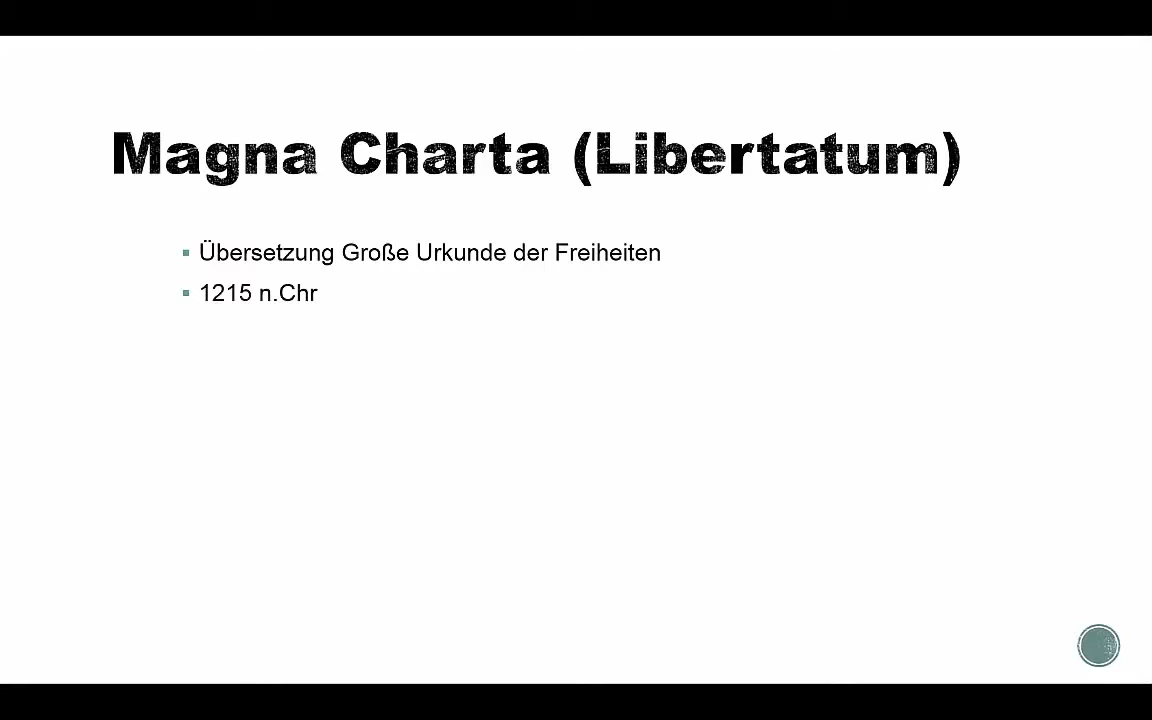 Magna Charta (Libertatum)
Übersetzung Große Urkunde der Freiheiten
1215 n.Chr